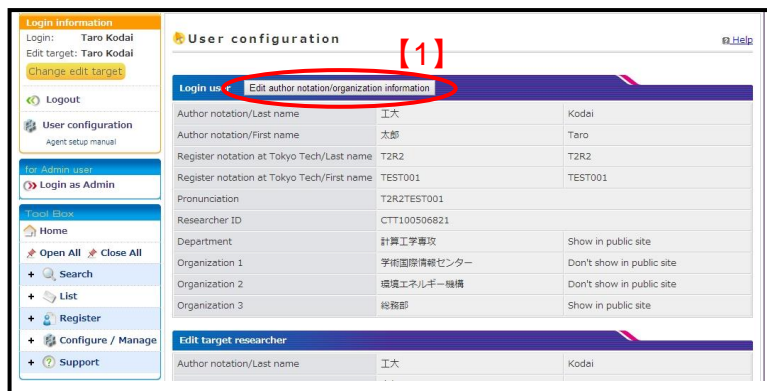 Login information
Login: Taro Kodai
Edit target: Taro Kodai
Change edit target
Logout
User configuration
Agent setup manual
for Admin user
Login as Admin
Tool Box
Home
Open All Close All
+ Search
+ List
+ Register
+ Configure / Manage
+ Support
User configuration
Help
【1】
Login user Edit author notation/organization information
Author notation/Last name 工大 Kodai
Author notation/First name 太郎 Taro
Register notation at Tokyo Tech/Last name T2R2 T2R2
Register notation at Tokyo Tech/First name TEST001 TEST001
Pronunciation T2R2TEST001
Researcher ID CTT100506821
Department 計算工学専攻 Show in public site
Organization 1 学術国際情報センター Don't show in public site
Organization 2 環境エネルギー機構 Don't show in public site
Organization 3 総務部 Show in public site
Edit target researcher
Author notation/Last name 工大 Kodai